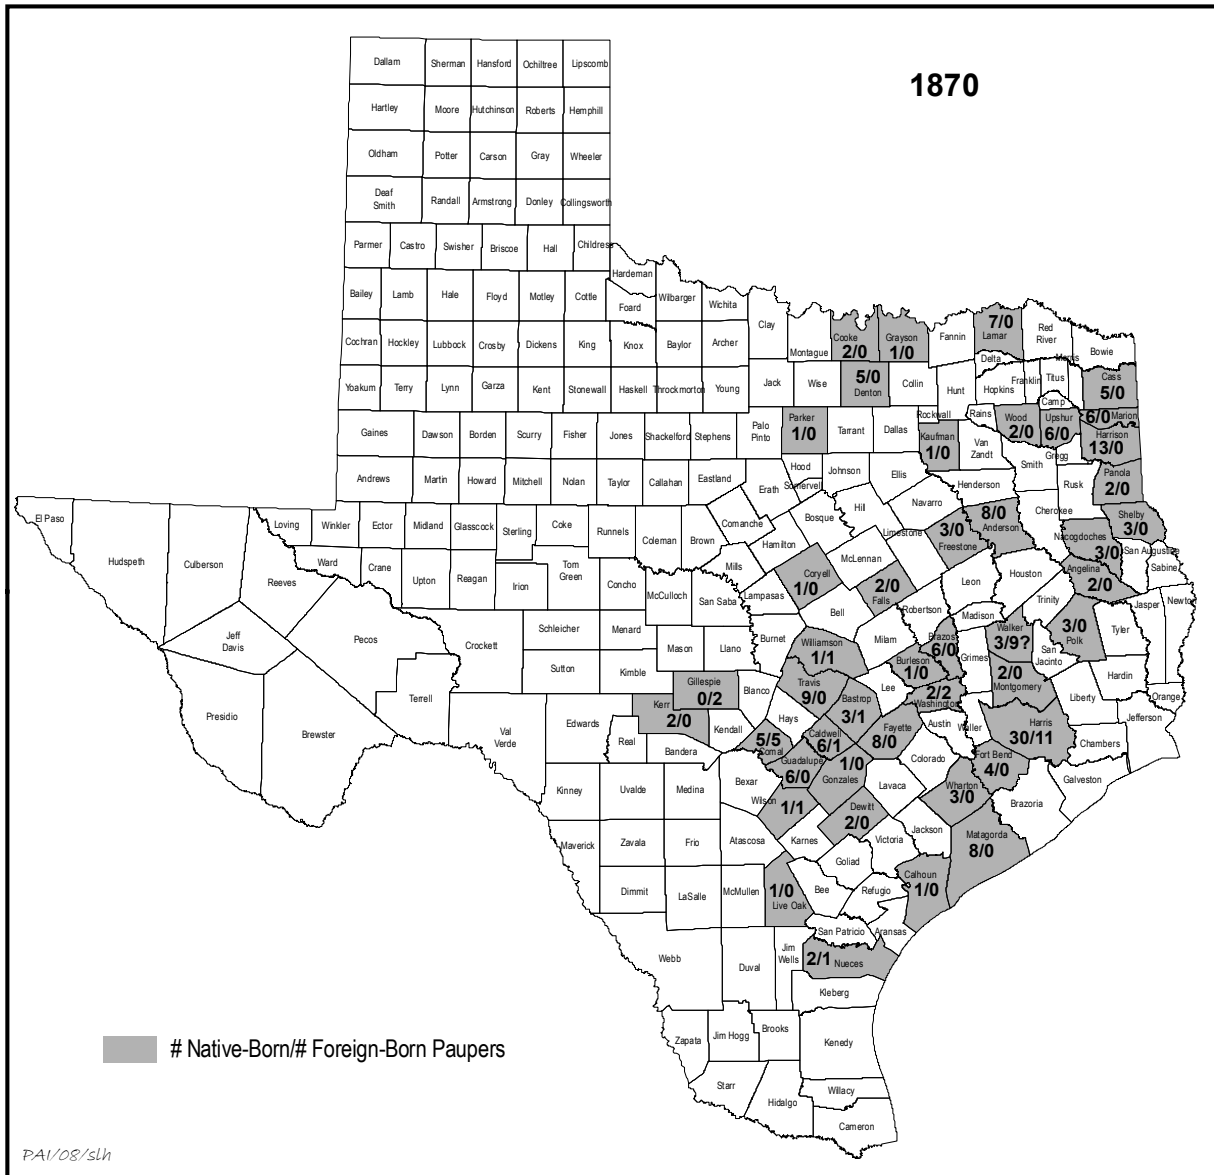 1870
Dallam Sherman Hansford Ochiltree Lipscomb
Hartley Moore Hutchinson Roberts Hemphill
Oldham Potter Carson Gray Wheeler
Deaf
Smith Randall Armstrong Donley Collingsworth
Parmer Castro Swisher Briscoe Hall Childress
Hardeman
Bailey Lamb Hale Floyd Motley Cottle Foard Wilbarger Wichita
Clay Montague Cooke 2/0 Grayson 1/0 Fannin 7/0 Lamar Red
River Bowie
Cochran Hockley Lubbock Crosby Dickens King Knox Baylor Archer
Delta Morris
Yoakum Terry Lynn Garza Kent Stonewall Haskell Throckmorton Young Jack Wise 5/0 Denton Collin Hunt Hopkins Franklin Titus Cass 5/0
Camp
Rockwall Rains Wood 2/0 Upshur 6/0 6/0 Marion
Gaines Dawson Borden Scurry Fisher Jones Shackelford Stephens Palo
Pinto Parker 1/0 Tarrant Dallas Kaufman 1/0 Van
Zandt Smith Gregg Harrison 13/0
Andrews Martin Howard Mitchell Nolan Taylor Callahan Eastland Erath Hood Somervell Johnson Ellis Henderson Rusk Panola 2/0
El Paso Hudspeth Culberson Reeves Loving Winkler Ector Midland Glasscock Sterling Coke Runnels Coleman Brown Comanche Hamilton Bosque Hill Navarro Limestone 3/0 Freestone 8/0 Anderson Cherokee Nacogdoches 3/0 Shelby 3/0
San Augustine Sabine
Ward Crane Upton Reagan Irion Tom
Green Concho McCulloch San Saba Mills Lampasas Coryell 1/0 McLennan 2/0 Falls Leon Houston Angelina 2/0
Jeff
Davis Pecos Crockett Schleicher Menard Mason Llano Burnet Bell Milam Robertson Madison Trinity 3/0 Polk Tyler Jasper Newton
Williamson 1/1 Burleson 1/0 Brazos 6/0 Grimes Walker 3/9? San
Jacinto Hardin
Presidio Brewster Terrell Sutton Kimble Gillespie 0/2 Blanco Travis 9/0 Lee 2/2 Washington 2/0 Montgomery Liberty Orange
Val
Verde Edwards Kerr 2/0 Kendall Hays Bastrop 3/1 Fayette 8/0 Austin Waller Harris 30/11 Jefferson Chambers
Real Bandera 5/5 Comal Caldwell 6/1 Colorado Fort Bend 4/0 Galveston
Kinney Uvalde Medina Bexar Guadalupe 6/0 1/0 Gonzales Lavaca Wharton 3/0 Brazoria
Maverick Zavala Frio Atascosa Wilson 1/1 Karnes Dewitt 2/0 Victoria Jackson Matagorda 8/0
Dimmit LaSalle McMullen 1/0 Live Oak Bee Goliad Refugio Calhoun 1/0
San Patricio Aransas
Webb Duval Jim
Wells 2/1 Nueces
Kleberg
Zapata Jim Hogg Brooks Kenedy
Starr Hidalgo Willacy
Cameron
# Native-Born/# Foreign-Born Paupers
PAI/08/slh